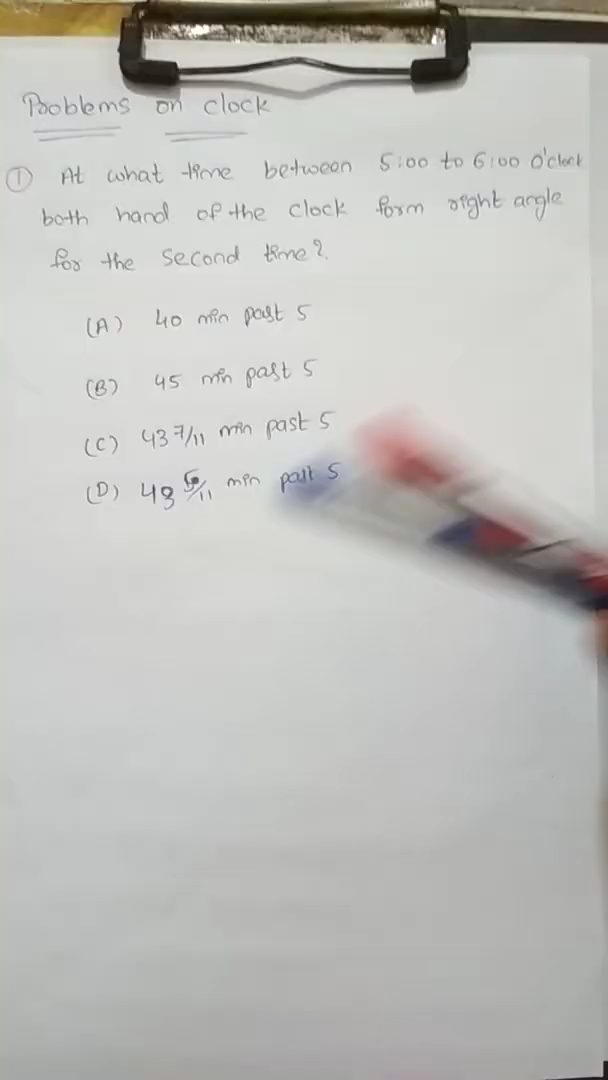 Problems on clock
① At what time between 5:00 to 6:00 O'clock
both hand of the clock form right angle
for the second time?
(A) 40 min past 5
(B) 45 min past 5
(C) 43 7/11 min past 5
(D) 43 5/11 min past 5